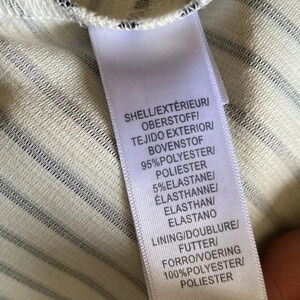 SHELL/EXTÉRIEUR/
OBERSTOFF/
TEJIDO EXTERIOR/
BOVENSTOF
95%POLYESTER/
POLIESTER
5%ELASTANE/
ÉLASTHANNE/
ELASTHAN/
ELASTANO
LINING/DOUBLURE/
FUTTER/
FORRO/VOERING
100%POLYESTER/
POLIESTER